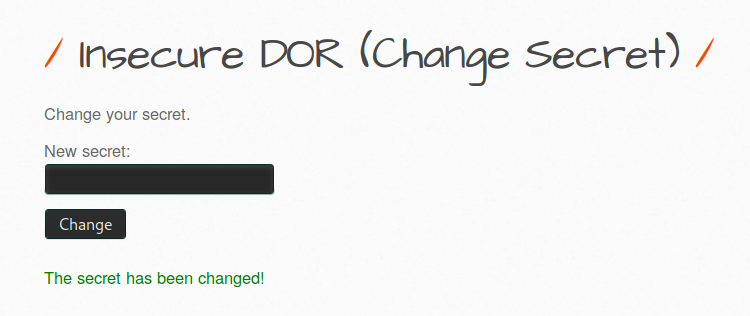 / Insecure DOR (Change Secret) /
Change your secret.
New secret:
Change
The secret has been changed!